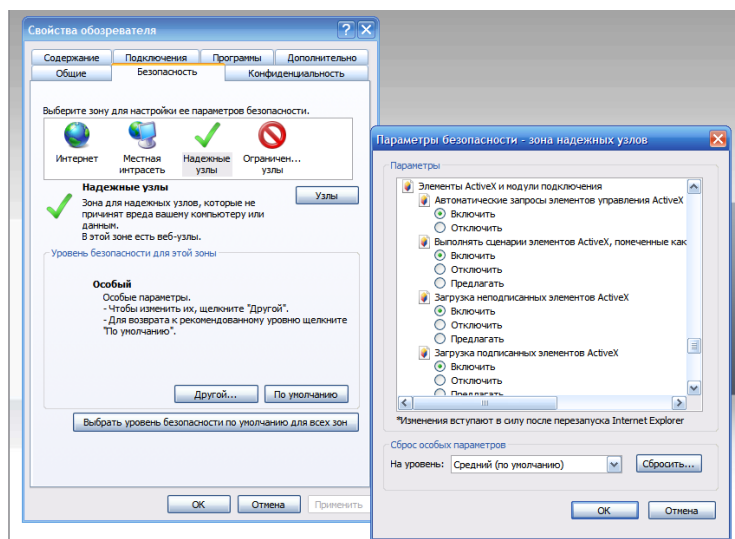 Свойства обозревателя
Содержание Подключения Программы Дополнительно
Общие Безопасность Конфиденциальность
Выберите зону для настройки ее параметров безопасности.
Интернет
Местная интрасеть
Надежные узлы
Ограничен... узлы
Надежные узлы
Узлы
Зона для надежных узлов, которые не
причинят вреда вашему компьютеру или
данным.
В этой зоне есть веб-узлы.
Уровень безопасности для этой зоны
Особый
Особые параметры.
- Чтобы изменить их, щелкните "Другой".
- Для возврата к рекомендованному уровню щелкните
"По умолчанию".
Другой... По умолчанию
Выбрать уровень безопасности по умолчанию для всех зон
ОК Отмена Применить
Параметры безопасности - зона надежных узлов
Параметры
Элементы ActiveX и модули подключения
Автоматические запросы элементов управления ActiveX
Включить
Отключить
Выполнять сценарии элементов ActiveX, помеченные как
Включить
Отключить
Предлагать
Загрузка неподписанных элементов ActiveX
Включить
Отключить
Предлагать
Загрузка подписанных элементов ActiveX
Включить
Отключить
Предлагать
*Изменения вступают в силу после перезапуска Internet Explorer
Сброс особых параметров
На уровень: Средний (по умолчанию) Сбросить...
ОК Отмена